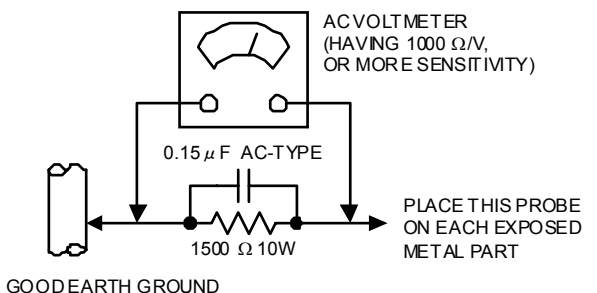 AC VOLTMETER
(HAVING 1000 Ω/V,
OR MORE SENSITIVITY)
0.15 μF AC-TYPE
1500 Ω 10W
PLACE THIS PROBE
ON EACH EXPOSED
METAL PART
GOOD EARTH GROUND